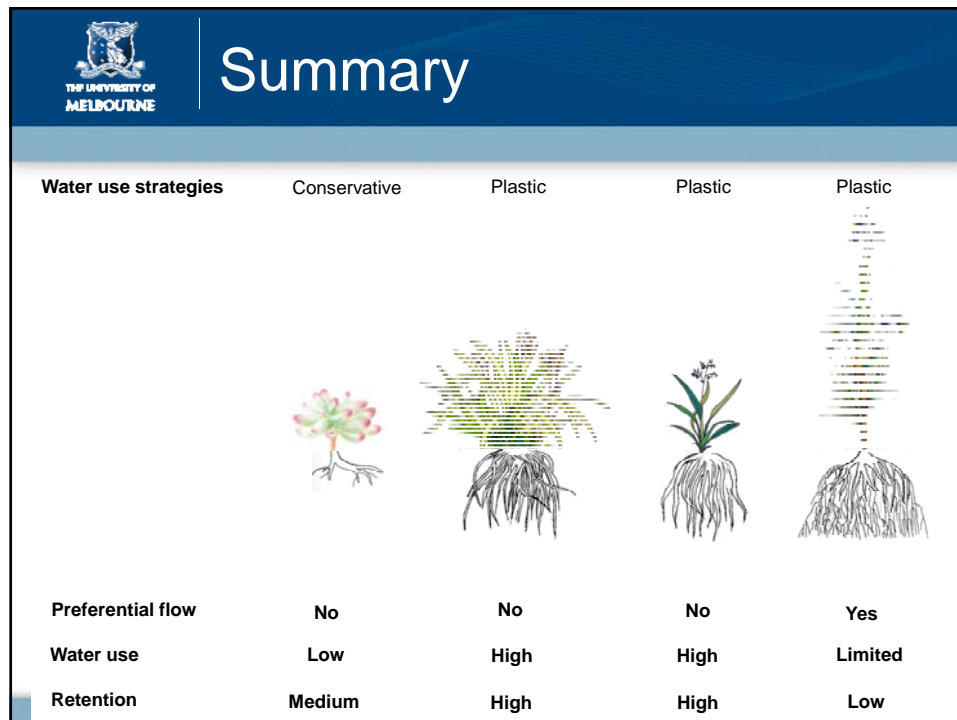 THE UNIVERSITY OF
MELBOURNE
Summary
Water use strategies Conservative Plastic Plastic Plastic
Preferential flow No No No Yes
Water use Low High High Limited
Retention Medium High High Low